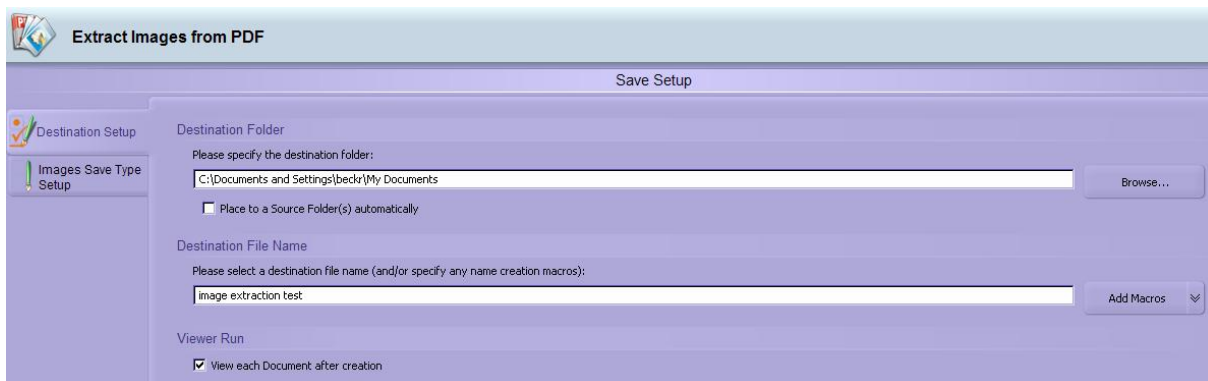 Extract Images from PDF
Save Setup
Destination Setup
Images Save Type
Setup
Destination Folder
Please specify the destination folder:
C:\Documents and Settings\beckr\My Documents
Browse...
Place to a Source Folder(s) automatically
Destination File Name
Please select a destination file name (and/or specify any name creation macros):
image extraction test
Add Macros
Viewer Run
View each Document after creation